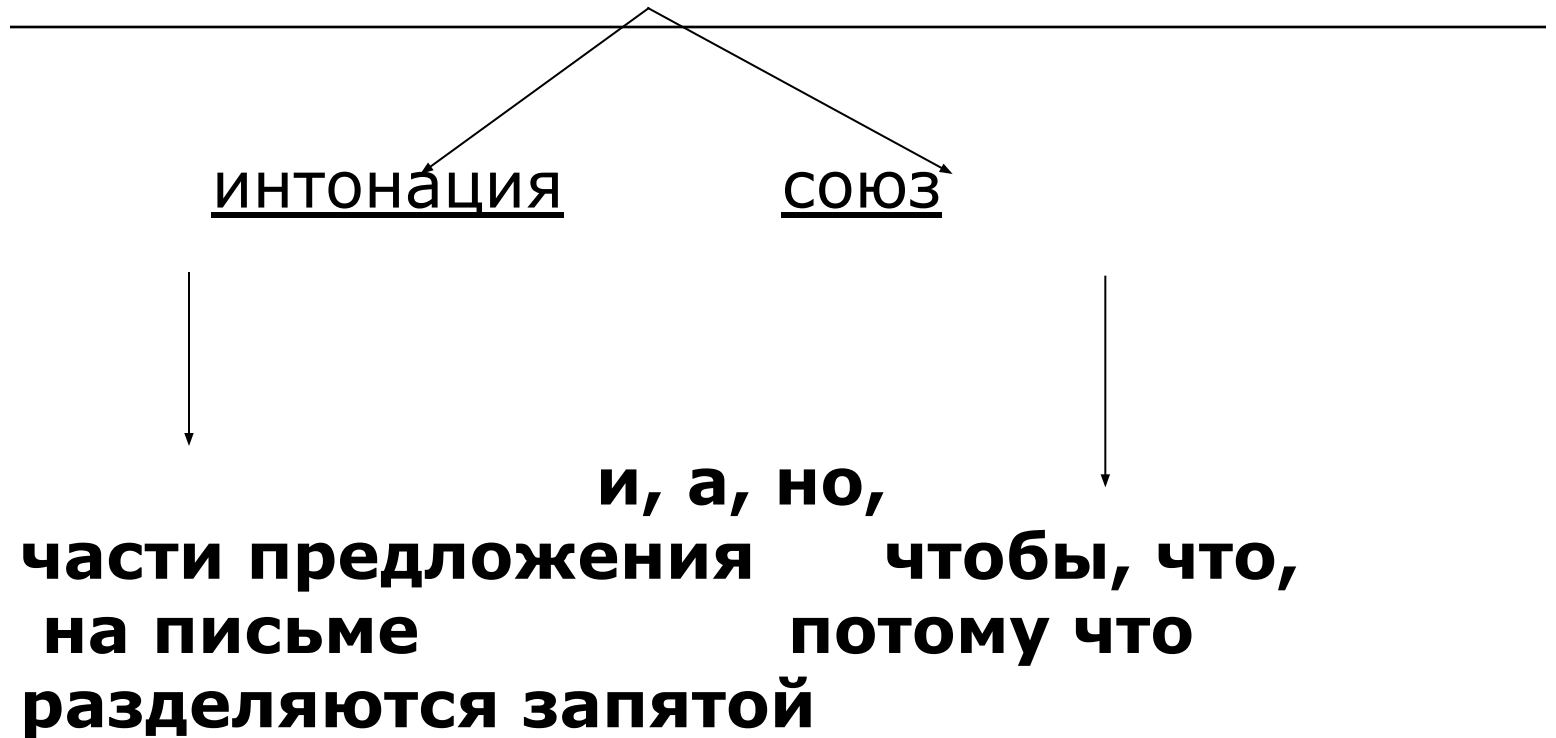 интонация союз
и, а, но,
части предложения чтобы, что,
на письме потому что
разделяются запятой